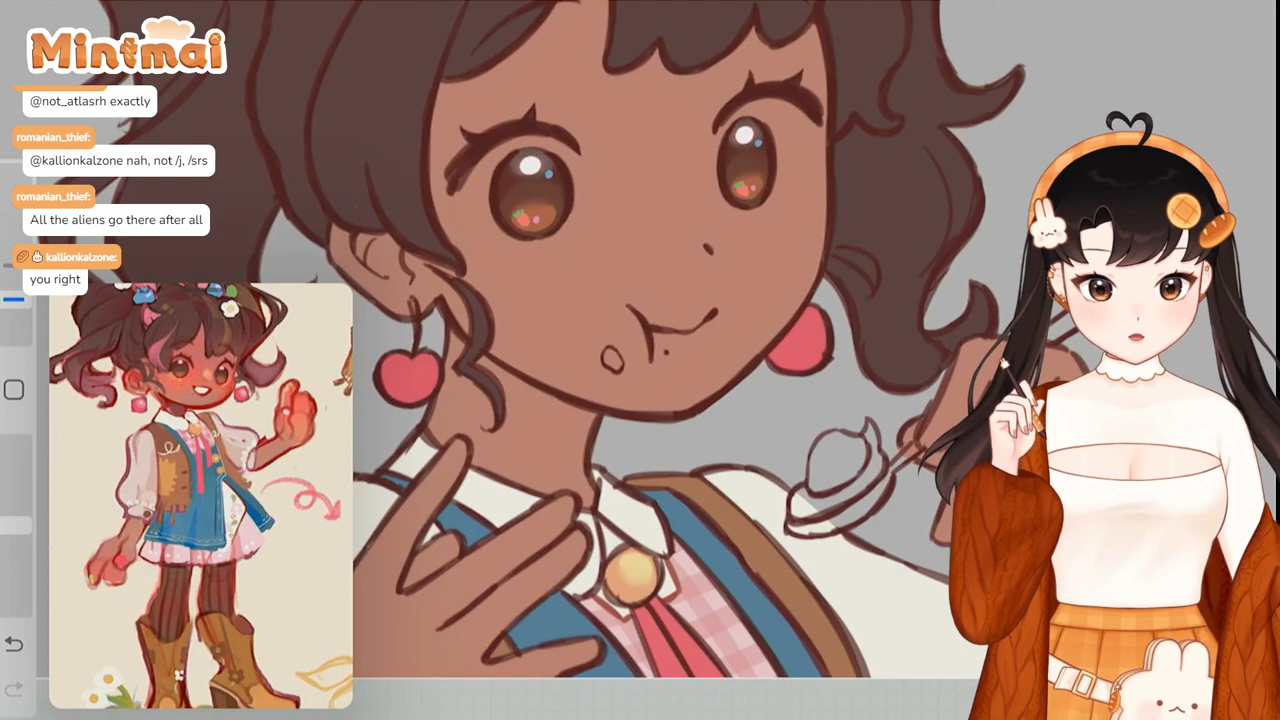 Mintmai
@not_atlasrh exactly
romanian_thief:
@kallionkalzone nah, not /j, /srs
romanian_thief:
All the aliens go there after all
kallionkalzone:
you right